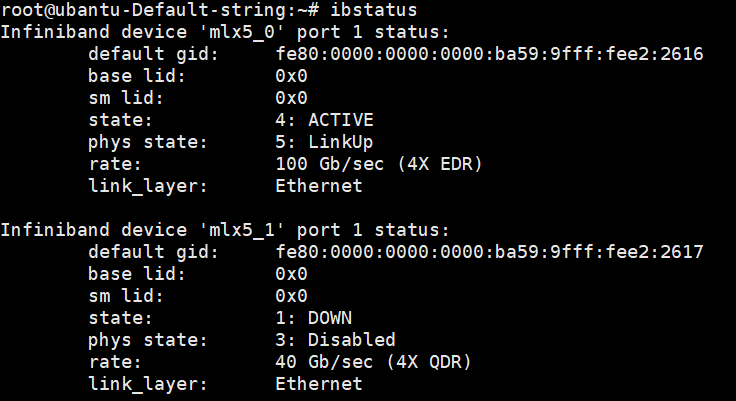 root@ubantu-Default-string:~# ibstatus
Infiniband device 'mlx5_0' port 1 status:
        default gid:     fe80:0000:0000:0000:ba59:9fff:fee2:2616
        base lid:        0x0
        sm lid:          0x0
        state:           4: ACTIVE
        phys state:      5: LinkUp
        rate:            100 Gb/sec (4X EDR)
        link_layer:      Ethernet

Infiniband device 'mlx5_1' port 1 status:
        default gid:     fe80:0000:0000:0000:ba59:9fff:fee2:2617
        base lid:        0x0
        sm lid:          0x0
        state:           1: DOWN
        phys state:      3: Disabled
        rate:            40 Gb/sec (4X QDR)
        link_layer:      Ethernet